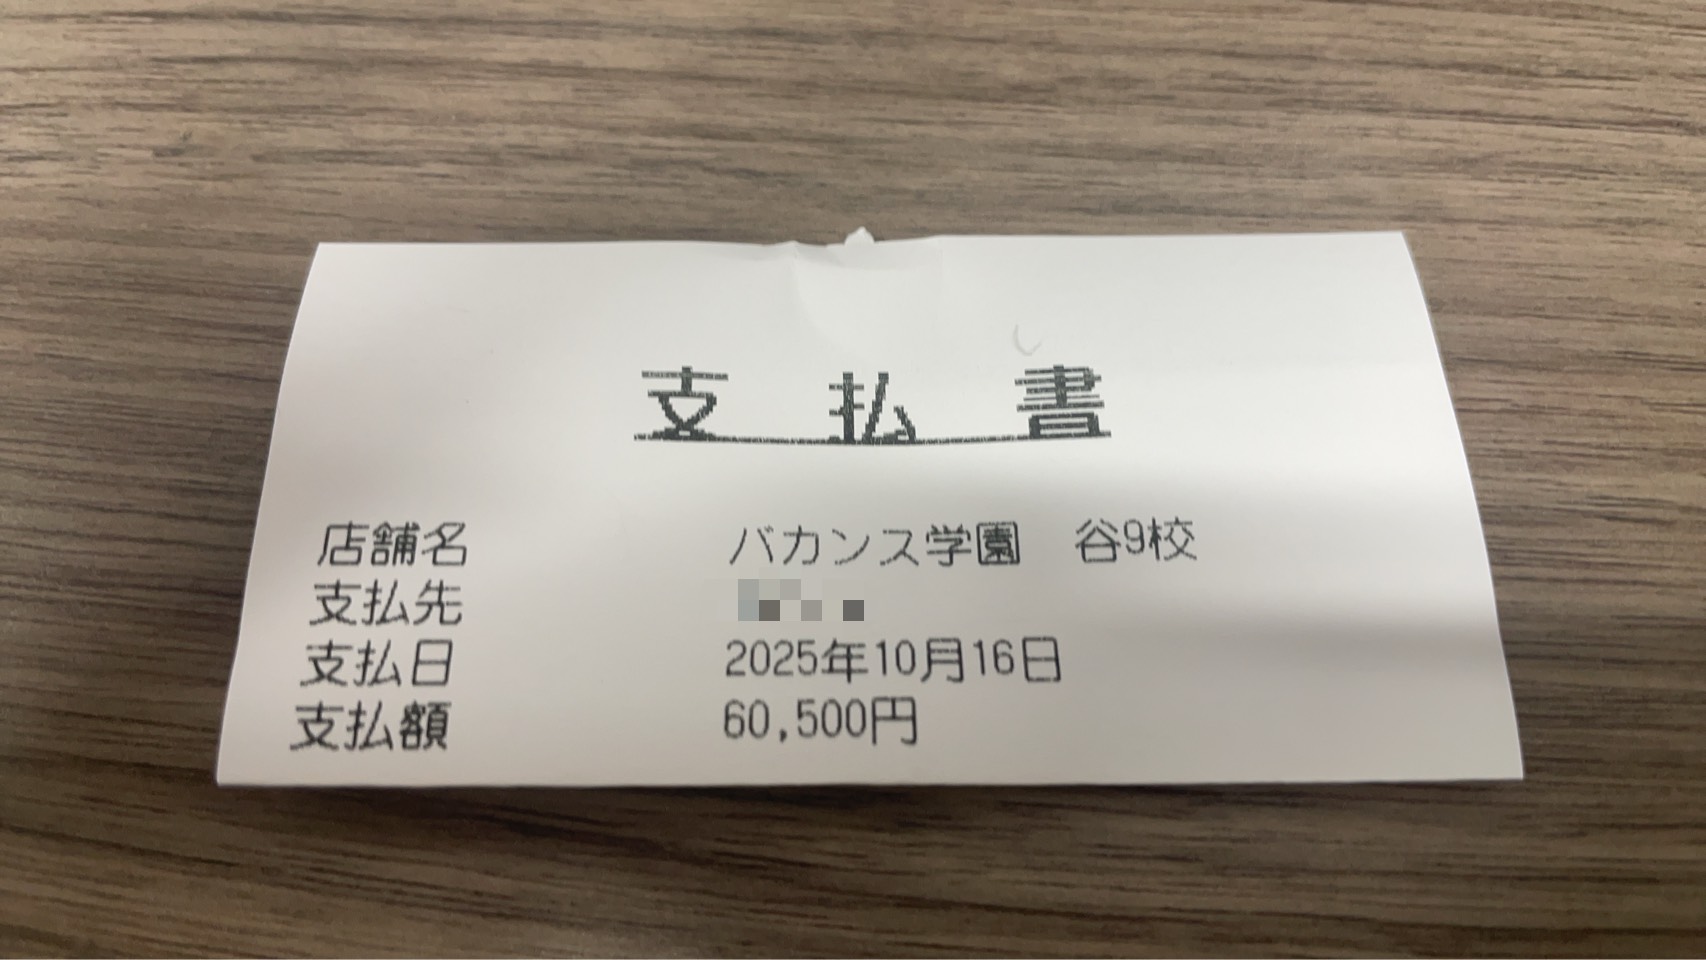 支払書
店舗名 バカンス学園 谷9校
支払先
支払日 2025年10月16日
支払額 60,500円